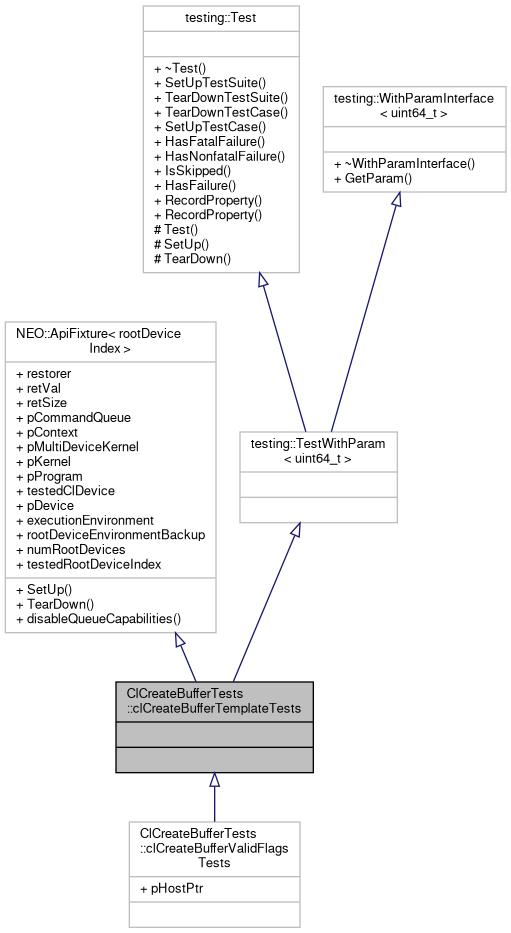 testing::Test
+ ~Test()
+ SetUpTestSuite()
+ TearDownTestSuite()
+ TearDownTestCase()
+ SetUpTestCase()
+ HasFatalFailure()
+ HasNonfatalFailure()
+ IsSkipped()
+ HasFailure()
+ RecordProperty()
+ RecordProperty()
# Test()
# SetUp()
# TearDown()
testing::WithParamInterface
< uint64_t >
+ ~WithParamInterface()
+ GetParam()
NEO::ApiFixture< rootDevice
Index >
+ restorer
+ retVal
+ retSize
+ pCommandQueue
+ pContext
+ pMultiDeviceKernel
+ pKernel
+ pProgram
+ testedClDevice
+ pDevice
+ executionEnvironment
+ rootDeviceEnvironmentBackup
+ numRootDevices
+ testedRootDeviceIndex
+ SetUp()
+ TearDown()
+ disableQueueCapabilities()
testing::TestWithParam
< uint64_t >
ClCreateBufferTests
::clCreateBufferTemplateTests
ClCreateBufferTests
::clCreateBufferValidFlags
Tests
+ pHostPtr